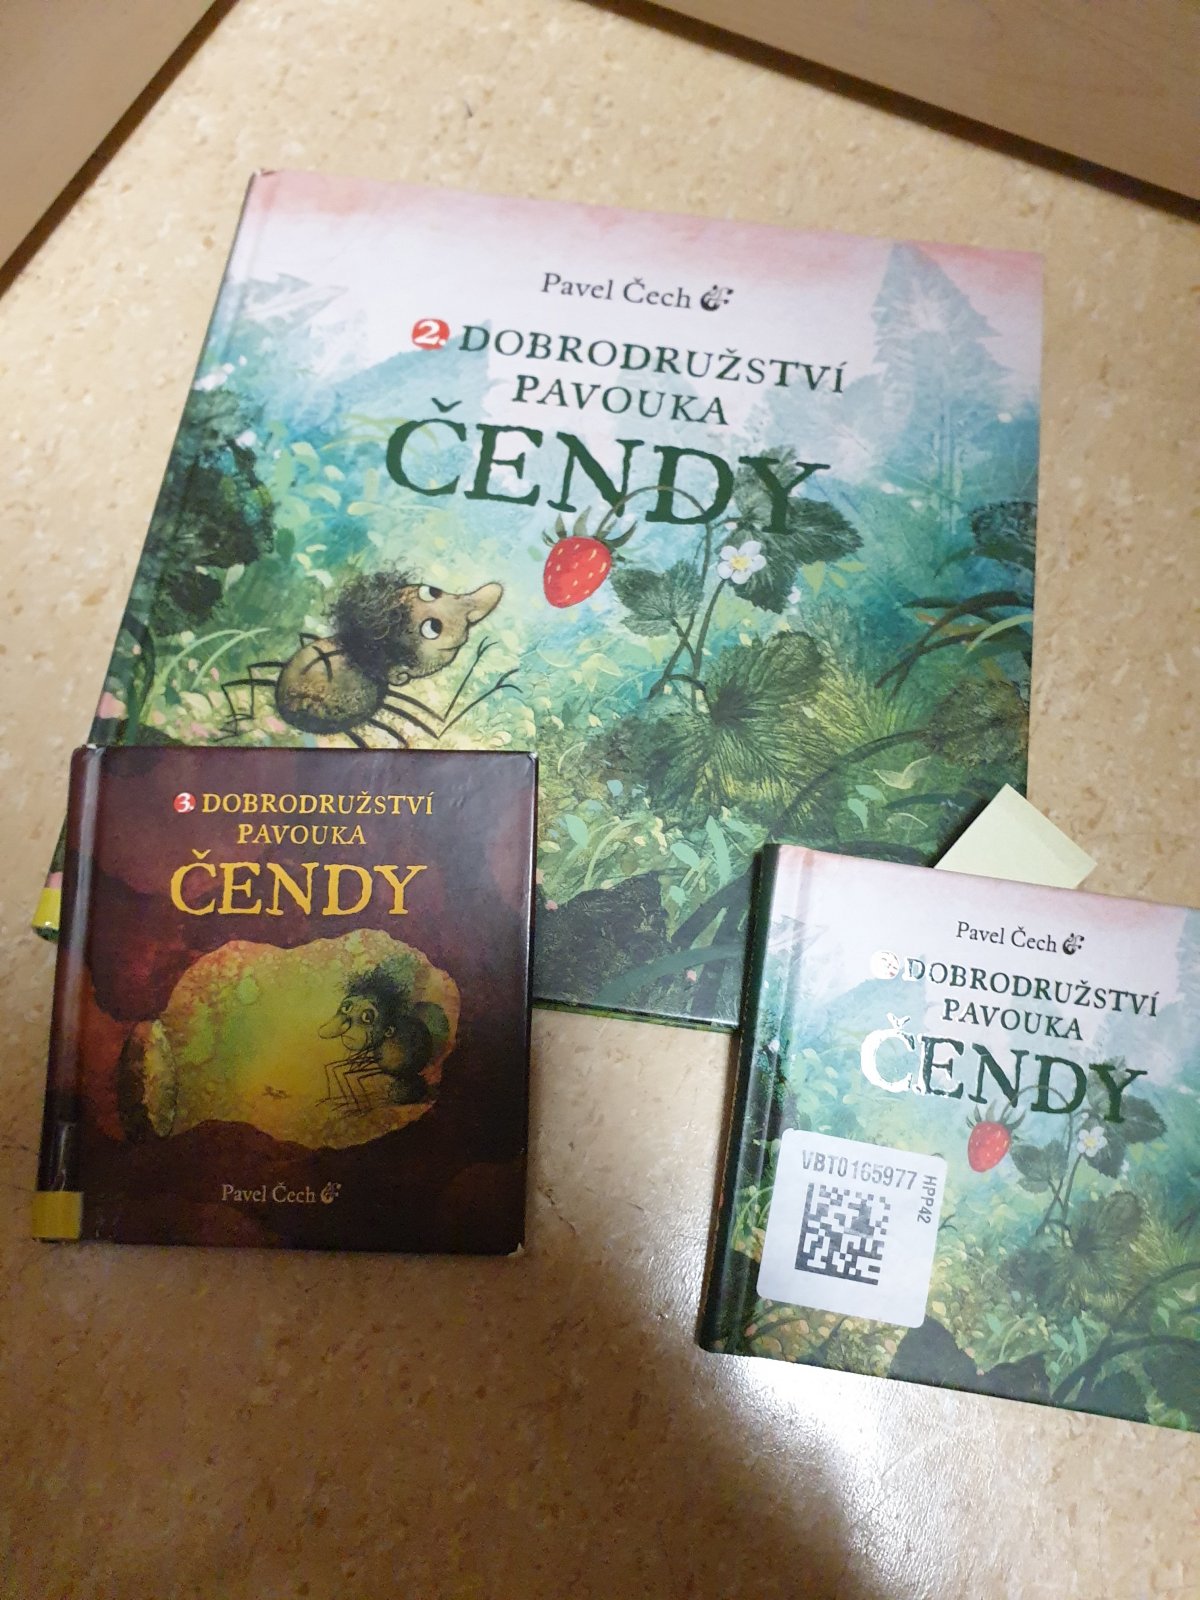 Pavel Čech
2. DOBRODRUŽSTVÍ
PAVOUKA
ČENDY
3. DOBRODRUŽSTVÍ
PAVOUKA
ČENDY
Pavel Čech
Pavel Čech
DOBRODRUŽSTVÍ
PAVOUKA
ČENDY
VBT0165977
HPP42